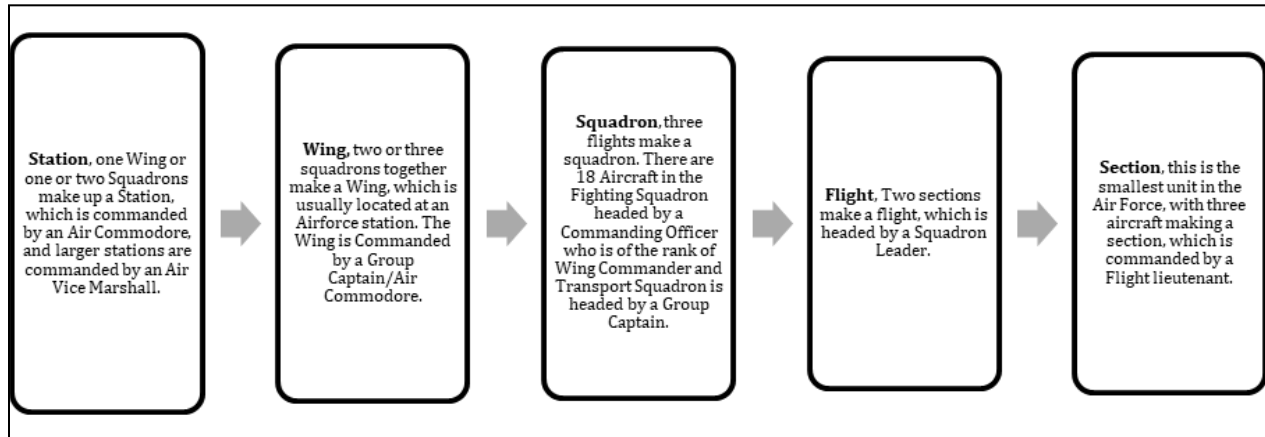 Station, one Wing or
one or two Squadrons
make up a Station,
which is commanded
by an Air Commodore,
and larger stations are
commanded by an Air
Vice Marshall.
Wing, two or three
squadrons together
make a Wing, which is
usually located at an
Airforce station. The
Wing is Commanded
by a Group
Captain/Air
Commodore.
Squadron, three
flights make a
squadron. There are
18 Aircraft in the
Fighting Squadron
headed by a
Commanding Officer
who is of the rank of
Wing Commander and
Transport Squadron is
headed by a Group
Captain.
Flight, Two sections
make a flight, which is
headed by a Squadron
Leader.
Section, this is the
smallest unit in the
Air Force, with three
aircraft making a
section, which is
commanded by a
Flight lieutenant.